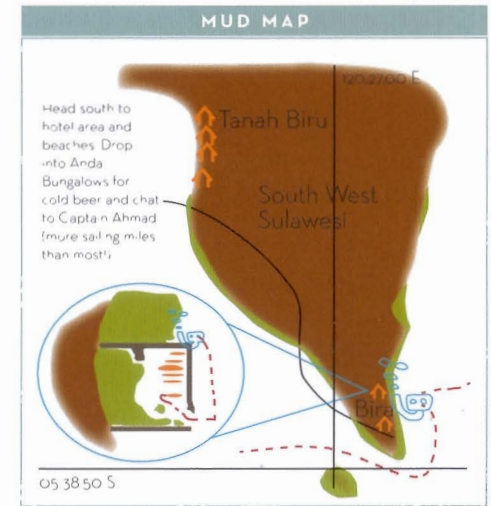 MUD MAP
120.27.00 E
Head south to
hotel area and
beaches. Drop
into Anda
Bungalows for
cold beer and chat
to Captain Ahmad
(more sailing miles
than most!)
Tanah Biru
South West
Sulawesi
Bira
05 38 50 S